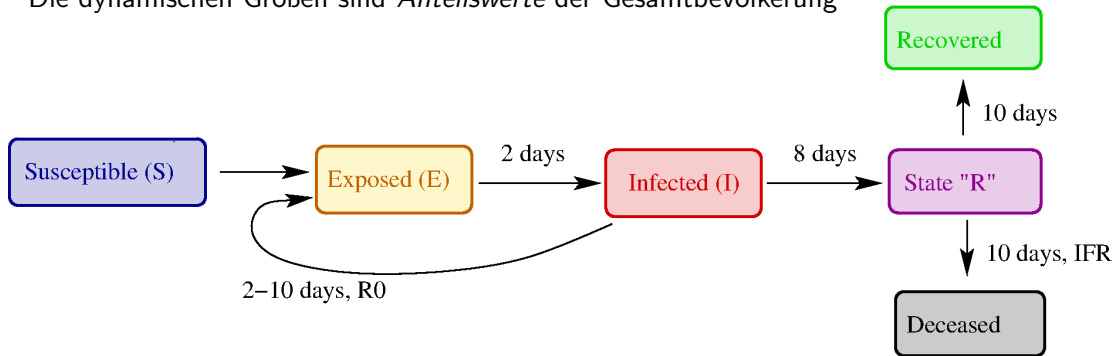 Die dynamischen Größen sind Anteilswerte der Gesamtbevölkerung
Recovered
10 days
Susceptible (S)
Exposed (E)
2 days
Infected (I)
8 days
State "R"
2–10 days, R0
10 days, IFR
Deceased